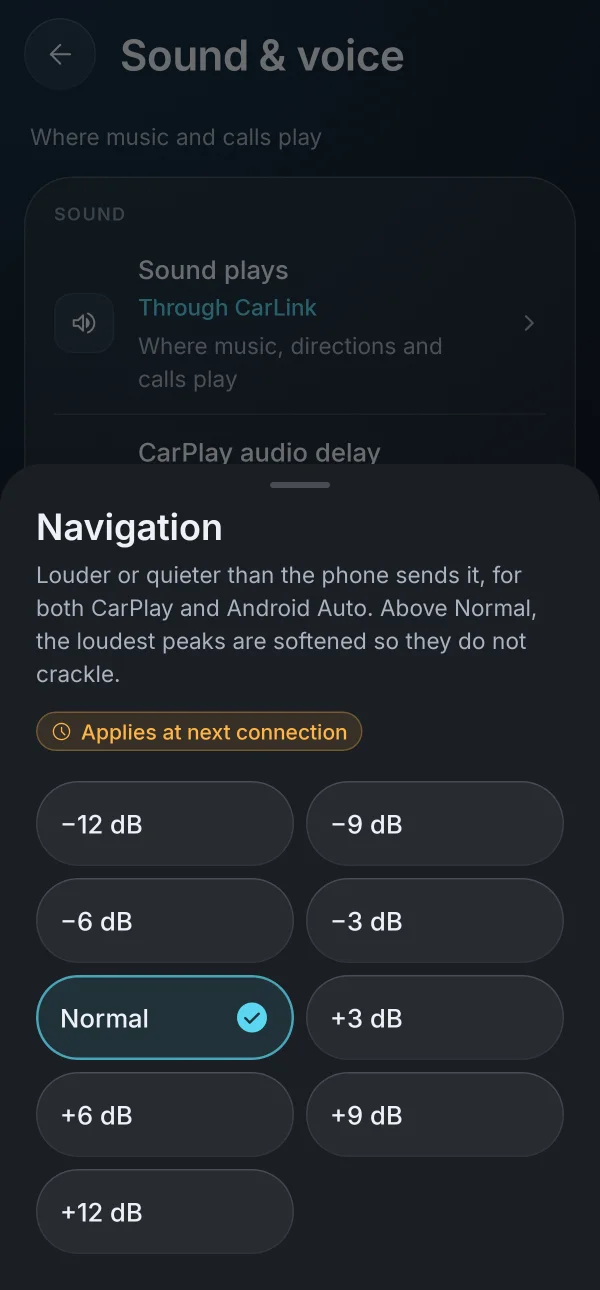 Sound & voice
Where music and calls play
SOUND
Sound plays
Through CarLink
Where music, directions and
calls play
CarPlay audio delay
Navigation
Louder or quieter than the phone sends it, for
both CarPlay and Android Auto. Above Normal,
the loudest peaks are softened so they do not
crackle.
Applies at next connection
−12 dB
−9 dB
−6 dB
−3 dB
Normal
+3 dB
+6 dB
+9 dB
+12 dB